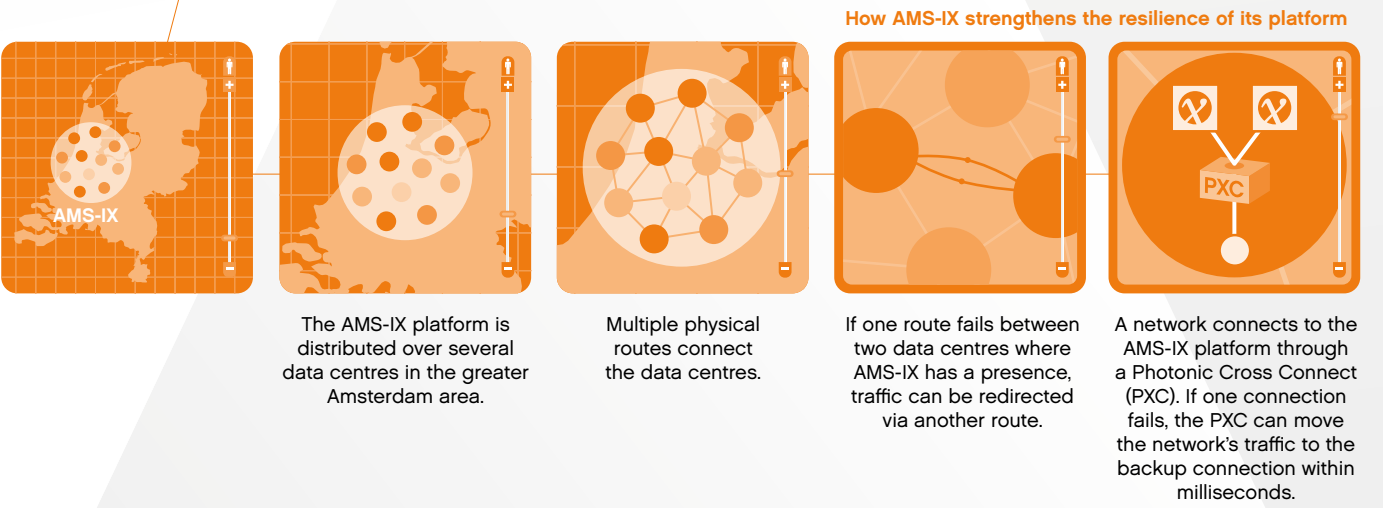 How AMS-IX strengthens the resilience of its platform
AMS-IX
PXC
The AMS-IX platform is
distributed over several
data centres in the greater
Amsterdam area.
Multiple physical
routes connect
the data centres.
If one route fails between
two data centres where
AMS-IX has a presence,
traffic can be redirected
via another route.
A network connects to the
AMS-IX platform through
a Photonic Cross Connect
(PXC). If one connection
fails, the PXC can move
the network's traffic to the
backup connection within
milliseconds.